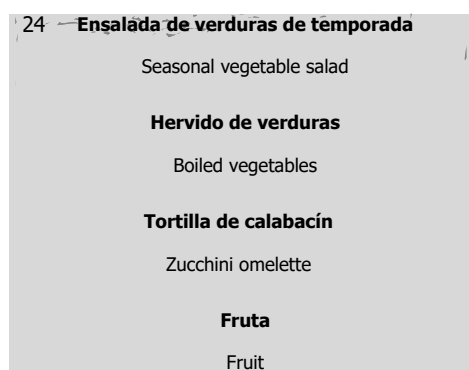 24 Ensalada de verduras de temporada
Seasonal vegetable salad
Hervido de verduras
Boiled vegetables
Tortilla de calabacín
Zucchini omelette
Fruta
Fruit